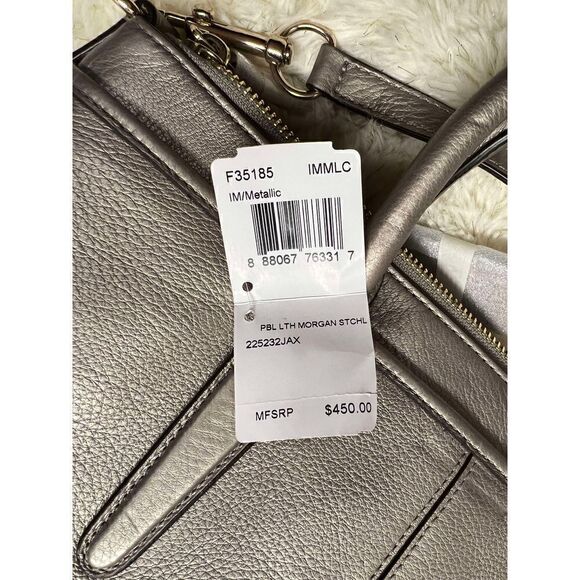 F35185 IMMLC
IM/Metallic
8 88067 76331 7
PBL LTH MORGAN STCHL
225232JAX
MFSRP $450.00